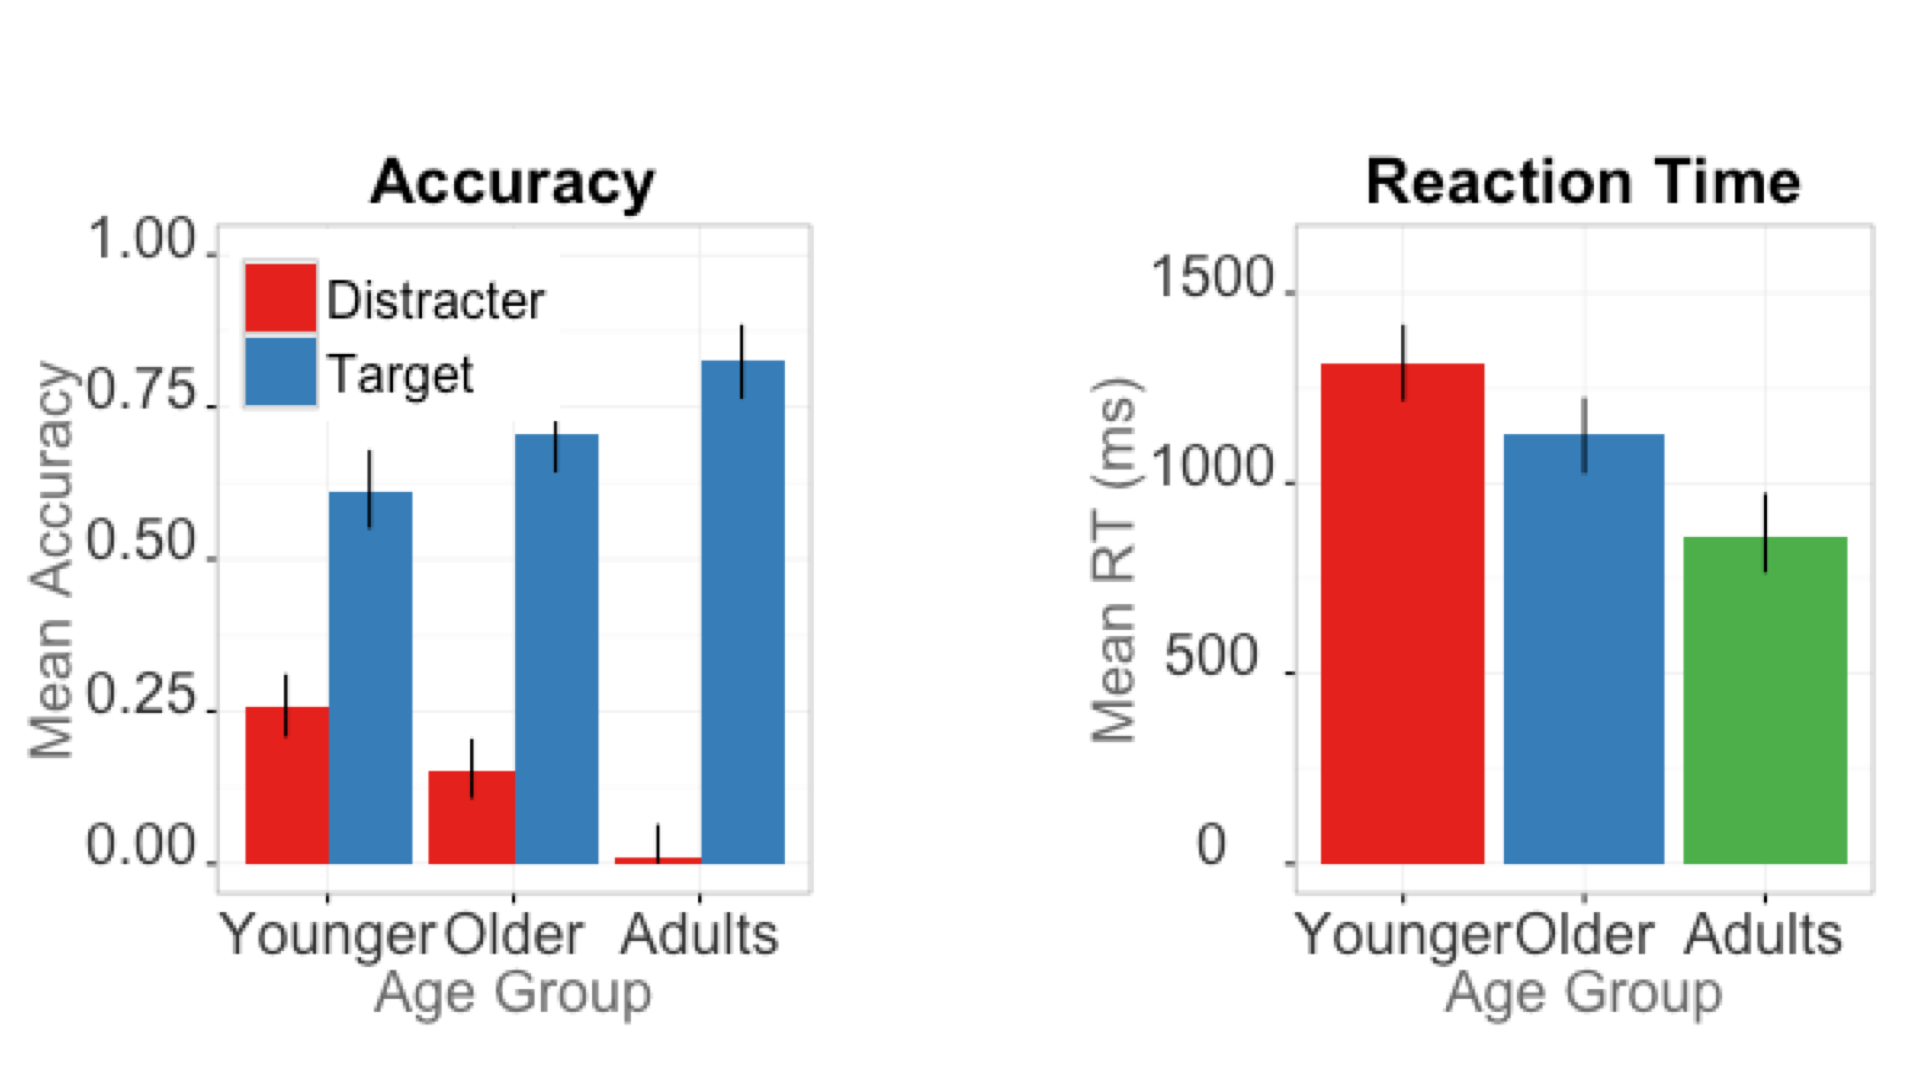 Accuracy
1.00
0.75
0.50
0.25
0.00
Mean Accuracy
Distracter
Target
Younger Older Adults
Age Group
Reaction Time
1500
1000
500
0
Mean RT (ms)
Younger Older Adults
Age Group